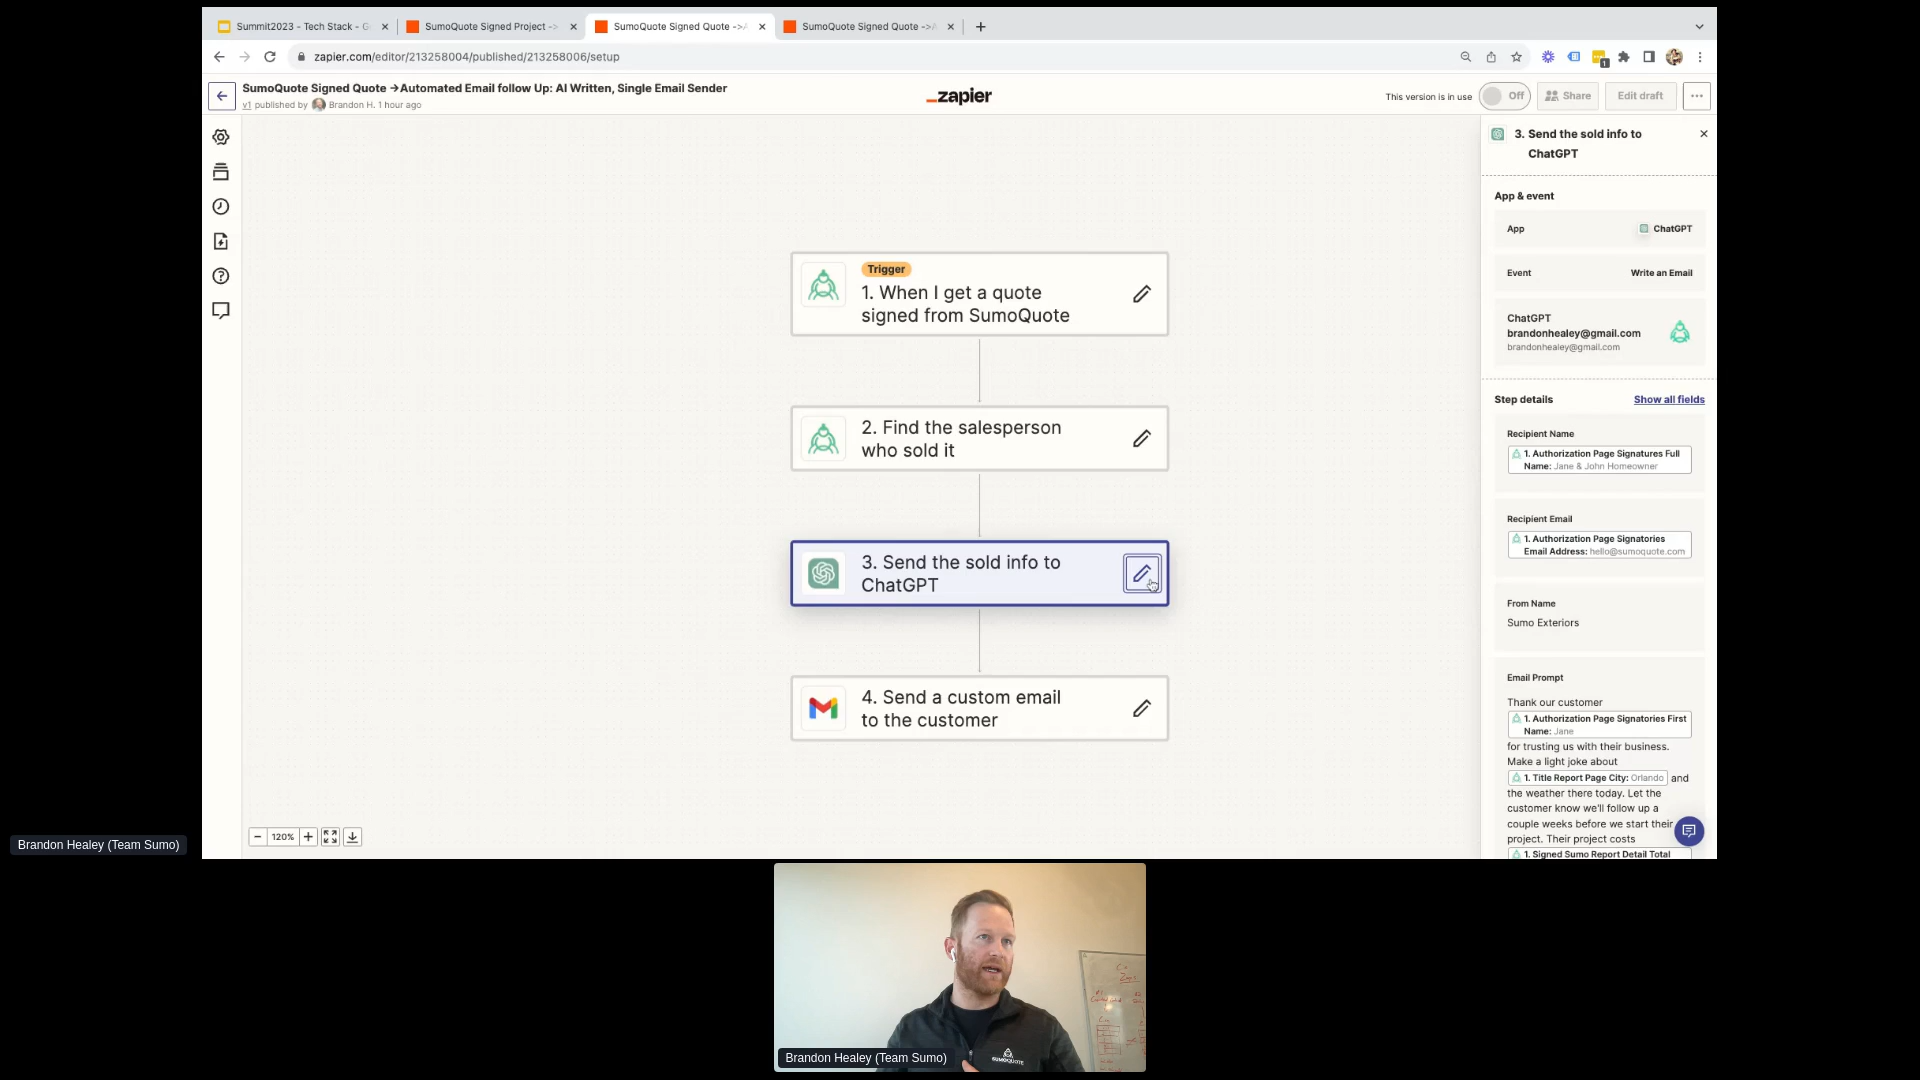 Summit2023 - Tech Stack - G
SumoQuote Signed Project ->
SumoQuote Signed Quote ->A
SumoQuote Signed Quote ->A
zapier.com/editor/213258004/published/213258006/setup
1
SumoQuote Signed Quote ->Automated Email follow Up: AI Written, Single Email Sender
v1 published by Brandon H. 1 hour ago
_zapier
This version is in use
Off
Share
Edit draft
Trigger
1. When I get a quote
signed from SumoQuote
2. Find the salesperson
who sold it
3. Send the sold info to
ChatGPT
4. Send a custom email
to the customer
120%
3. Send the sold info to
ChatGPT
App & event
App
ChatGPT
Event
Write an Email
ChatGPT
brandonhealey@gmail.com
brandonhealey@gmail.com
Step details
Show all fields
Recipient Name
1. Authorization Page Signatures Full
Name: Jane & John Homeowner
Recipient Email
1. Authorization Page Signatories
Email Address: hello@sumoquote.com
From Name
Sumo Exteriors
Email Prompt
Thank our customer
1. Authorization Page Signatories First
Name: Jane
for trusting us with their business.
Make a light joke about
1. Title Report Page City: Orlando and
the weather there today. Let the
customer know we'll follow up a
couple weeks before we start their
project. Their project costs
1. Signed Sumo Report Detail Total
Brandon Healey (Team Sumo)
SUMOQUOTE
Brandon Healey (Team Sumo)